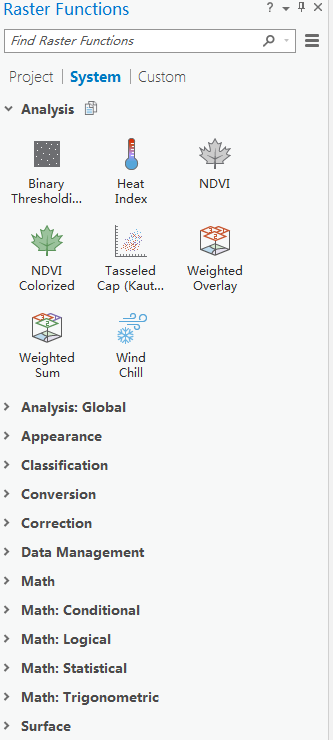 Raster Functions
Find Raster Functions
Project System Custom
Analysis
Binary Thresholdi...
Heat Index
NDVI
NDVI Colorized
Tasseled Cap (Kaut...
Weighted Overlay
Weighted Sum
Wind Chill
Analysis: Global
Appearance
Classification
Conversion
Correction
Data Management
Math
Math: Conditional
Math: Logical
Math: Statistical
Math: Trigonometric
Surface